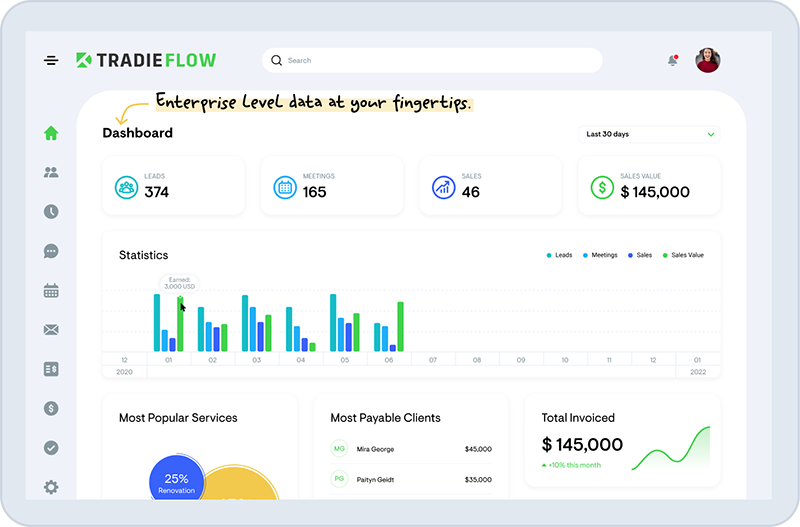 TRADIEFLOW
Search
Enterprise Level data at your fingertips.
Dashboard
Last 30 days
LEADS
374
MEETINGS
165
SALES
46
SALES VALUE
$ 145,000
Statistics
Leads Meetings Sales Sales Value
Earned:
3,000 USD
12 01 02 03 04 05 06 07 08 09 10 11 12 01
2020 2022
Most Popular Services
25%
Renovation
Most Payable Clients
MG Mira George $45,000
PG Paityn Geidt $35,000
Total Invoiced
$ 145,000
+10% this month